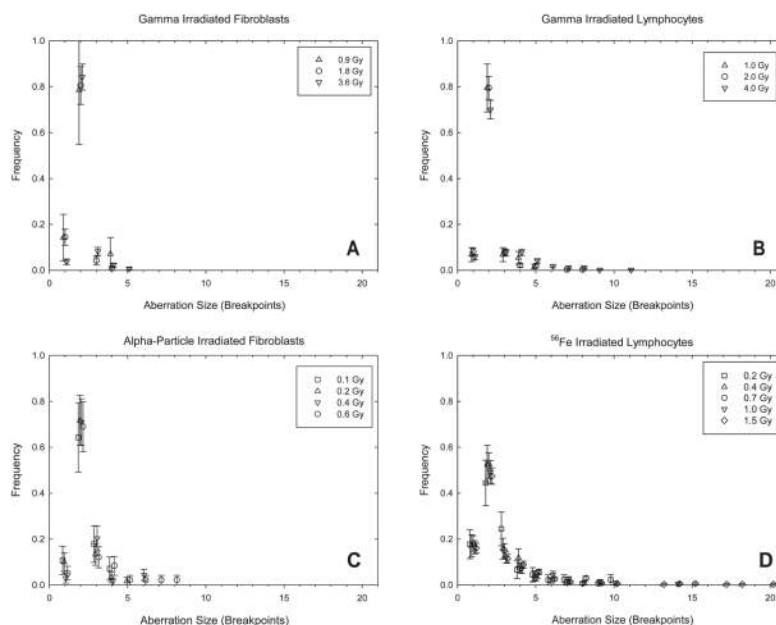 Gamma Irradiated Fibroblasts
1.0
0.8
0.6
0.4
0.2
0.0
Frequency
0.9 Gy
1.8 Gy
3.6 Gy
A
0
5
10
15
20
Aberration Size (Breakpoints)
Gamma Irradiated Lymphocytes
1.0
0.8
0.6
0.4
0.2
0.0
Frequency
1.0 Gy
2.0 Gy
4.0 Gy
B
0
5
10
15
20
Aberration Size (Breakpoints)
Alpha-Particle Irradiated Fibroblasts
1.0
0.8
0.6
0.4
0.2
0.0
Frequency
0.1 Gy
0.2 Gy
0.4 Gy
0.6 Gy
C
0
5
10
15
20
Aberration Size (Breakpoints)
⁵⁶Fe Irradiated Lymphocytes
1.0
0.8
0.6
0.4
0.2
0.0
Frequency
0.2 Gy
0.4 Gy
0.7 Gy
1.0 Gy
1.5 Gy
D
0
5
10
15
20
Aberration Size (Breakpoints)